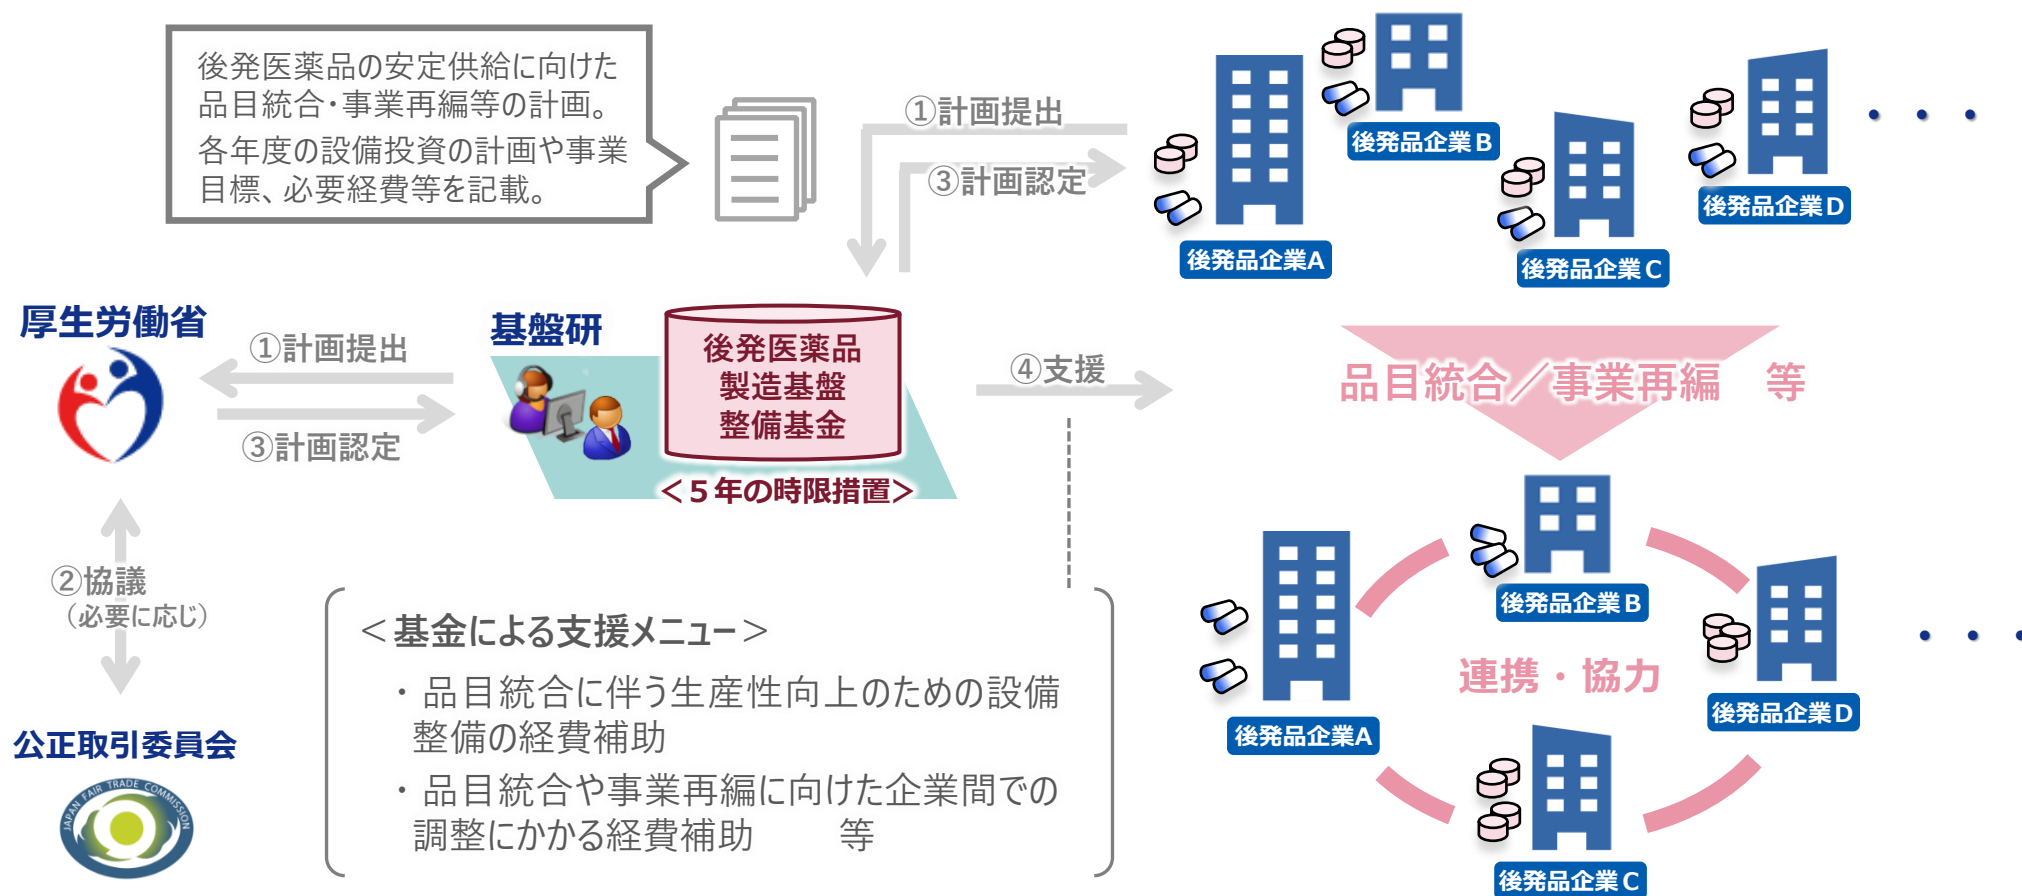 後発医薬品の安定供給に向けた
品目統合・事業再編等の計画。
各年度の設備投資の計画や事業
目標、必要経費等を記載。
①計画提出
③計画認定
後発品企業A
後発品企業B
後発品企業C
後発品企業D
・・・
厚生労働省
①計画提出
③計画認定
基盤研
後発医薬品
製造基盤
整備基金
<5年の時限措置>
④支援
品目統合／事業再編　等
②協議
（必要に応じ）
公正取引委員会
JAPAN FAIR TRADE COMMISSION
＜基金による支援メニュー＞
・品目統合に伴う生産性向上のための設備
整備の経費補助
・品目統合や事業再編に向けた企業間での
調整にかかる経費補助　　等
後発品企業A
後発品企業B
後発品企業D
・・・
連携・協力
後発品企業C